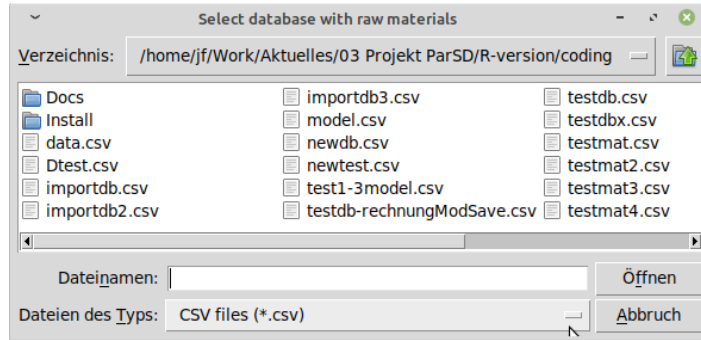 Select database with raw materials
Verzeichnis: /home/jf/Work/Aktuelles/03 Projekt ParSD/R-version/coding
Docs importdb3.csv testdb.csv
Install model.csv testdbx.csv
data.csv newdb.csv testmat.csv
Dtest.csv newtest.csv testmat2.csv
importdb.csv test1-3model.csv testmat3.csv
importdb2.csv testdb-rechnungModSave.csv testmat4.csv
Dateinamen: Öffnen
Dateien des Typs: CSV files (*.csv) Abbruch